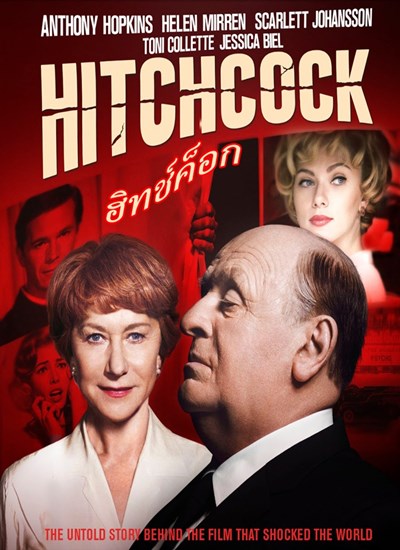 ANTHONY HOPKINS HELEN MIRREN SCARLETT JOHANSSON
TONI COLLETTE JESSICA BIEL
HITCHCOCK
ฮิทช์ค็อก
THE UNTOLD STORY BEHIND THE FILM THAT SHOCKED THE WORLD